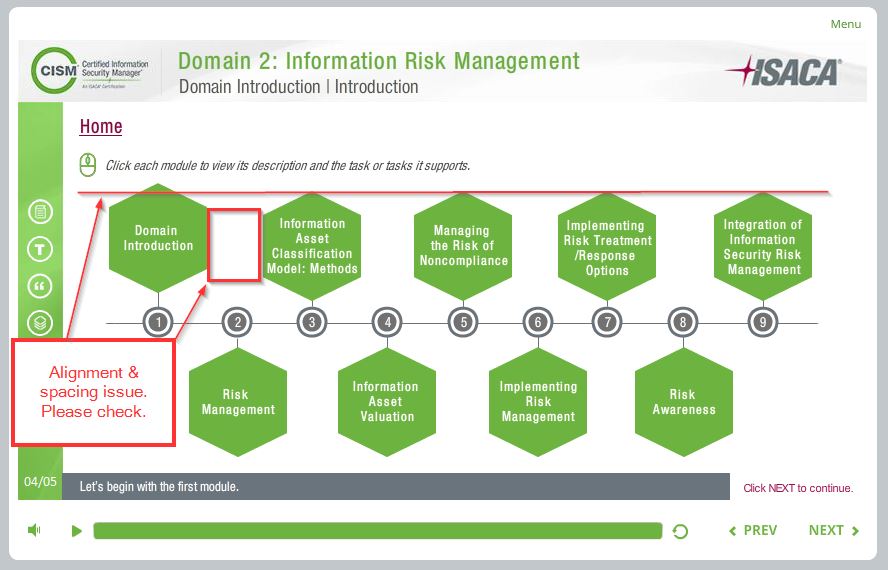 Menu
CISM
Certified Information
Security Manager®
An ISACA® Certification
Domain 2: Information Risk Management
Domain Introduction | Introduction
ISACA®
Home
Click each module to view its description and the task or tasks it supports.
Domain
Introduction
Information
Asset
Classification
Model: Methods
Managing
the Risk of
Noncompliance
Implementing
Risk Treatment
/Response
Options
Integration of
Information
Security Risk
Management
T
1
2
3
4
5
6
7
8
9
Alignment &
spacing issue.
Please check.
Risk
Management
Information
Asset
Valuation
Implementing
Risk
Management
Risk
Awareness
04/05
Let's begin with the first module.
Click NEXT to continue.
PREV
NEXT